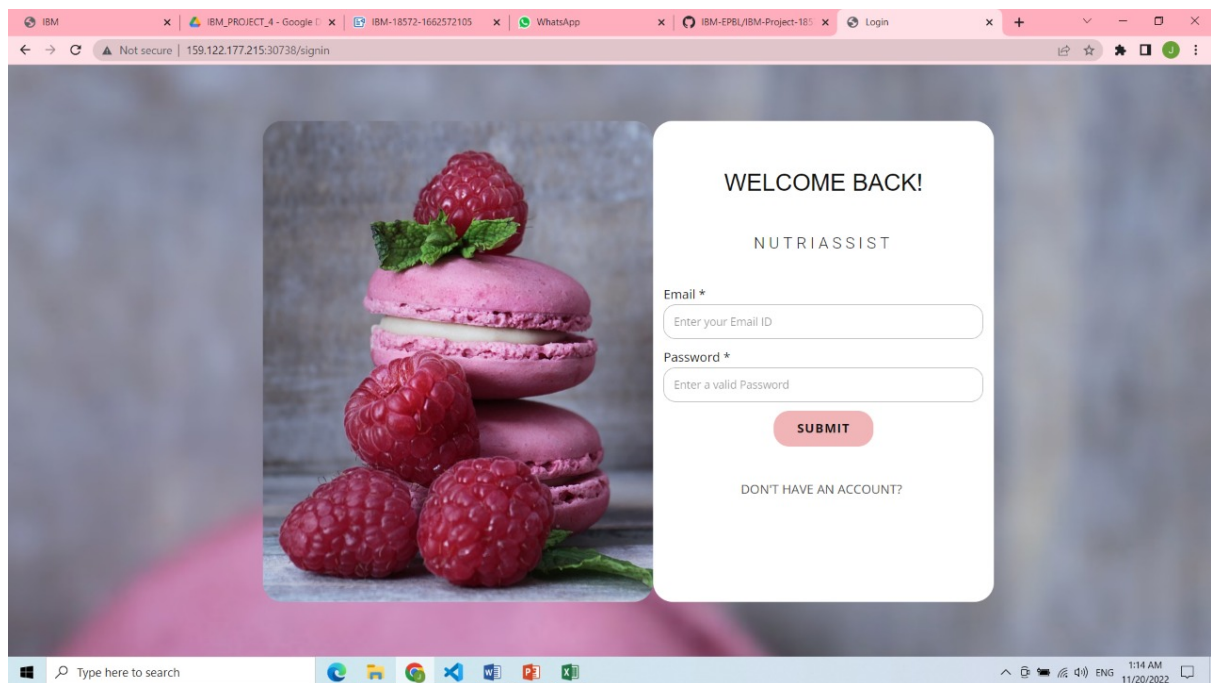 IBM
IBM_PROJECT_4 - Google D
IBM-18572-1662572105
WhatsApp
IBM-EPBL/IBM-Project-185
Login
Not secure | 159.122.177.215:30738/signin
J
WELCOME BACK!
NUTRIASSIST
Email *
Enter your Email ID
Password *
Enter a valid Password
SUBMIT
DON'T HAVE AN ACCOUNT?
Type here to search
ENG
1:14 AM
11/20/2022